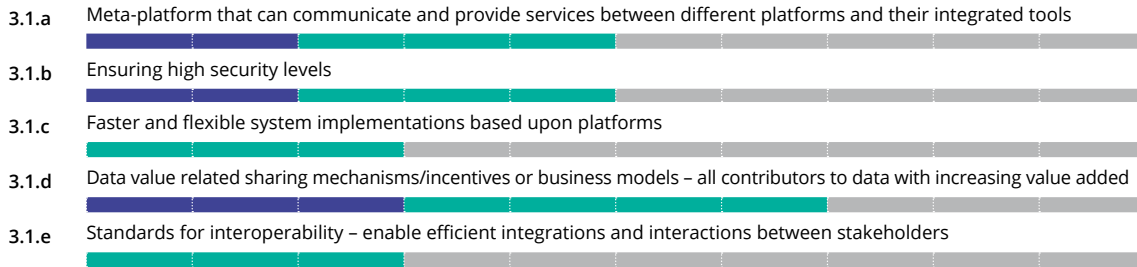 3.1.a Meta-platform that can communicate and provide services between different platforms and their integrated tools
3.1.b Ensuring high security levels
3.1.c Faster and flexible system implementations based upon platforms
3.1.d Data value related sharing mechanisms/incentives or business models – all contributors to data with increasing value added
3.1.e Standards for interoperability – enable efficient integrations and interactions between stakeholders